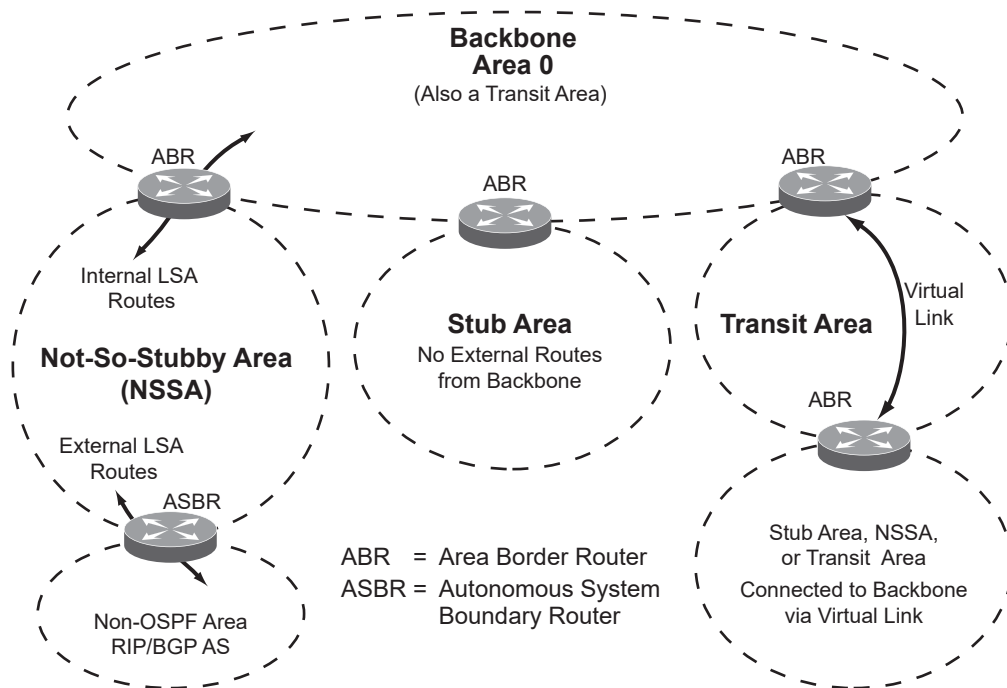 Backbone
Area 0
(Also a Transit Area)
ABR
ABR
ABR
Internal LSA
Routes
Not-So-Stubby Area
(NSSA)
External LSA
Routes
ASBR
Non-OSPF Area
RIP/BGP AS
Stub Area
No External Routes
from Backbone
Transit Area
Virtual
Link
ABR
Stub Area, NSSA,
or Transit Area
Connected to Backbone
via Virtual Link
ABR = Area Border Router
ASBR = Autonomous System
Boundary Router